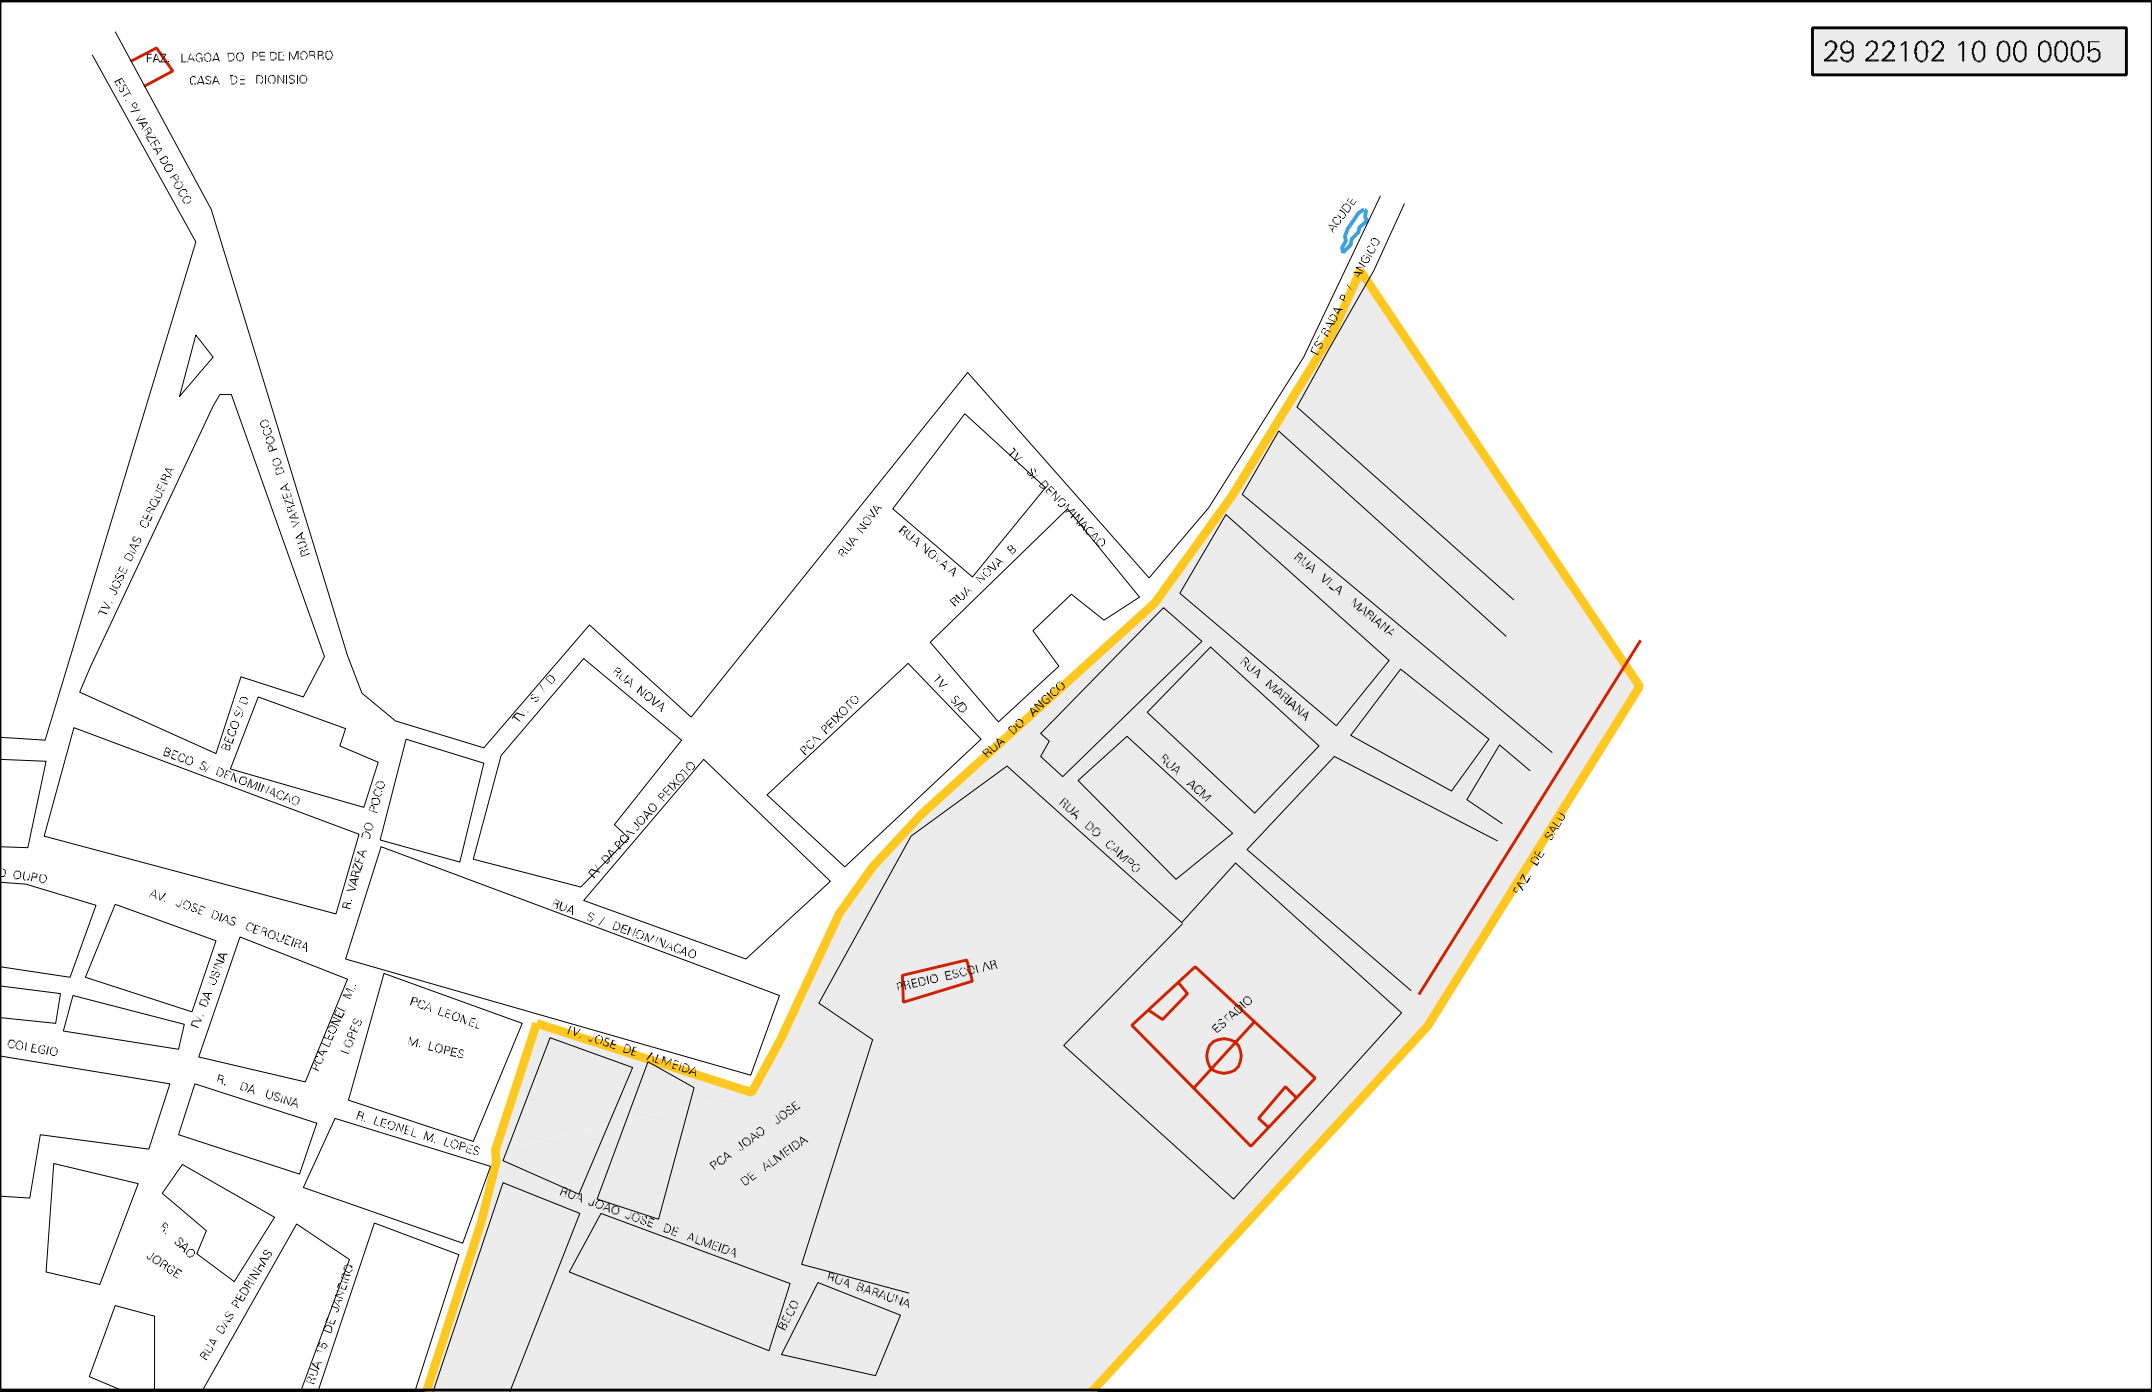 29 22102 10 00 0005
FAZ. LAGOA DO PE DE MORRO
CASA DE DIONISIO
EST. P/ VARZEA DO POCO
ACUDE
ESTRADA P/ ANGICO
RUA VARZEA DO POCO
TV. JOSE DIAS CERQUEIRA
TV. S/ DENOMINACAO
RUA NOVA
RUA NOVA A
RUA NOVA B
RUA VILA MARIANA
RUA MARIANA
TV. S/D
RUA NOVA
TV. S/D
PCA PEIXOTO
RUA DO ANGICO
BECO S/D
BECO S/ DENOMINACAO
TV. DA PCA JOAO PEIXOTO
RUA ACM
RUA DO CAMPO
FAZ. DE SALU
R. VARZEA DO POCO
O OURO
AV. JOSE DIAS CERQUEIRA
RUA S/ DENOMINACAO
PREDIO ESCOLAR
ESTADIO
TV. DA USINA
PCA LEONEL M.
LOPES
PCA LEONEL
M. LOPES
TV. JOSE DE ALMEIDA
COLEGIO
R. DA USINA
R. LEONEL M. LOPES
PCA JOAO JOSE
DE ALMEIDA
RUA JOAO JOSE DE ALMEIDA
R. SAO
JORGE
RUA DAS PEDRINHAS
RUA 15 DE JANEIRO
BECO
RUA BARAUNA